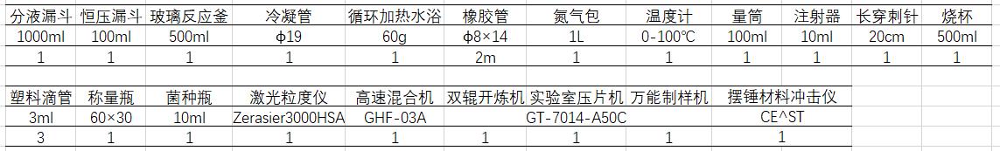 分液漏斗 恒压漏斗 玻璃反应釜 冷凝管 循环加热水浴 橡胶管 氮气包 温度计 量筒 注射器 长穿刺针 烧杯
1000ml 100ml 500ml φ19 60g φ8×14 1L 0-100℃ 100ml 10ml 20cm 500ml
1 1 1 1 1 2m 1 1 1 1 1 1
塑料滴管 称量瓶 菌种瓶 激光粒度仪 高速混合机 双辊开炼机 实验室压片机 万能制样机 摆锤材料冲击仪
3ml 60×30 10ml Zerasier3000HSA GHF-03A GT-7014-A50C CE^ST
3 1 1 1 1 1 1 1 1